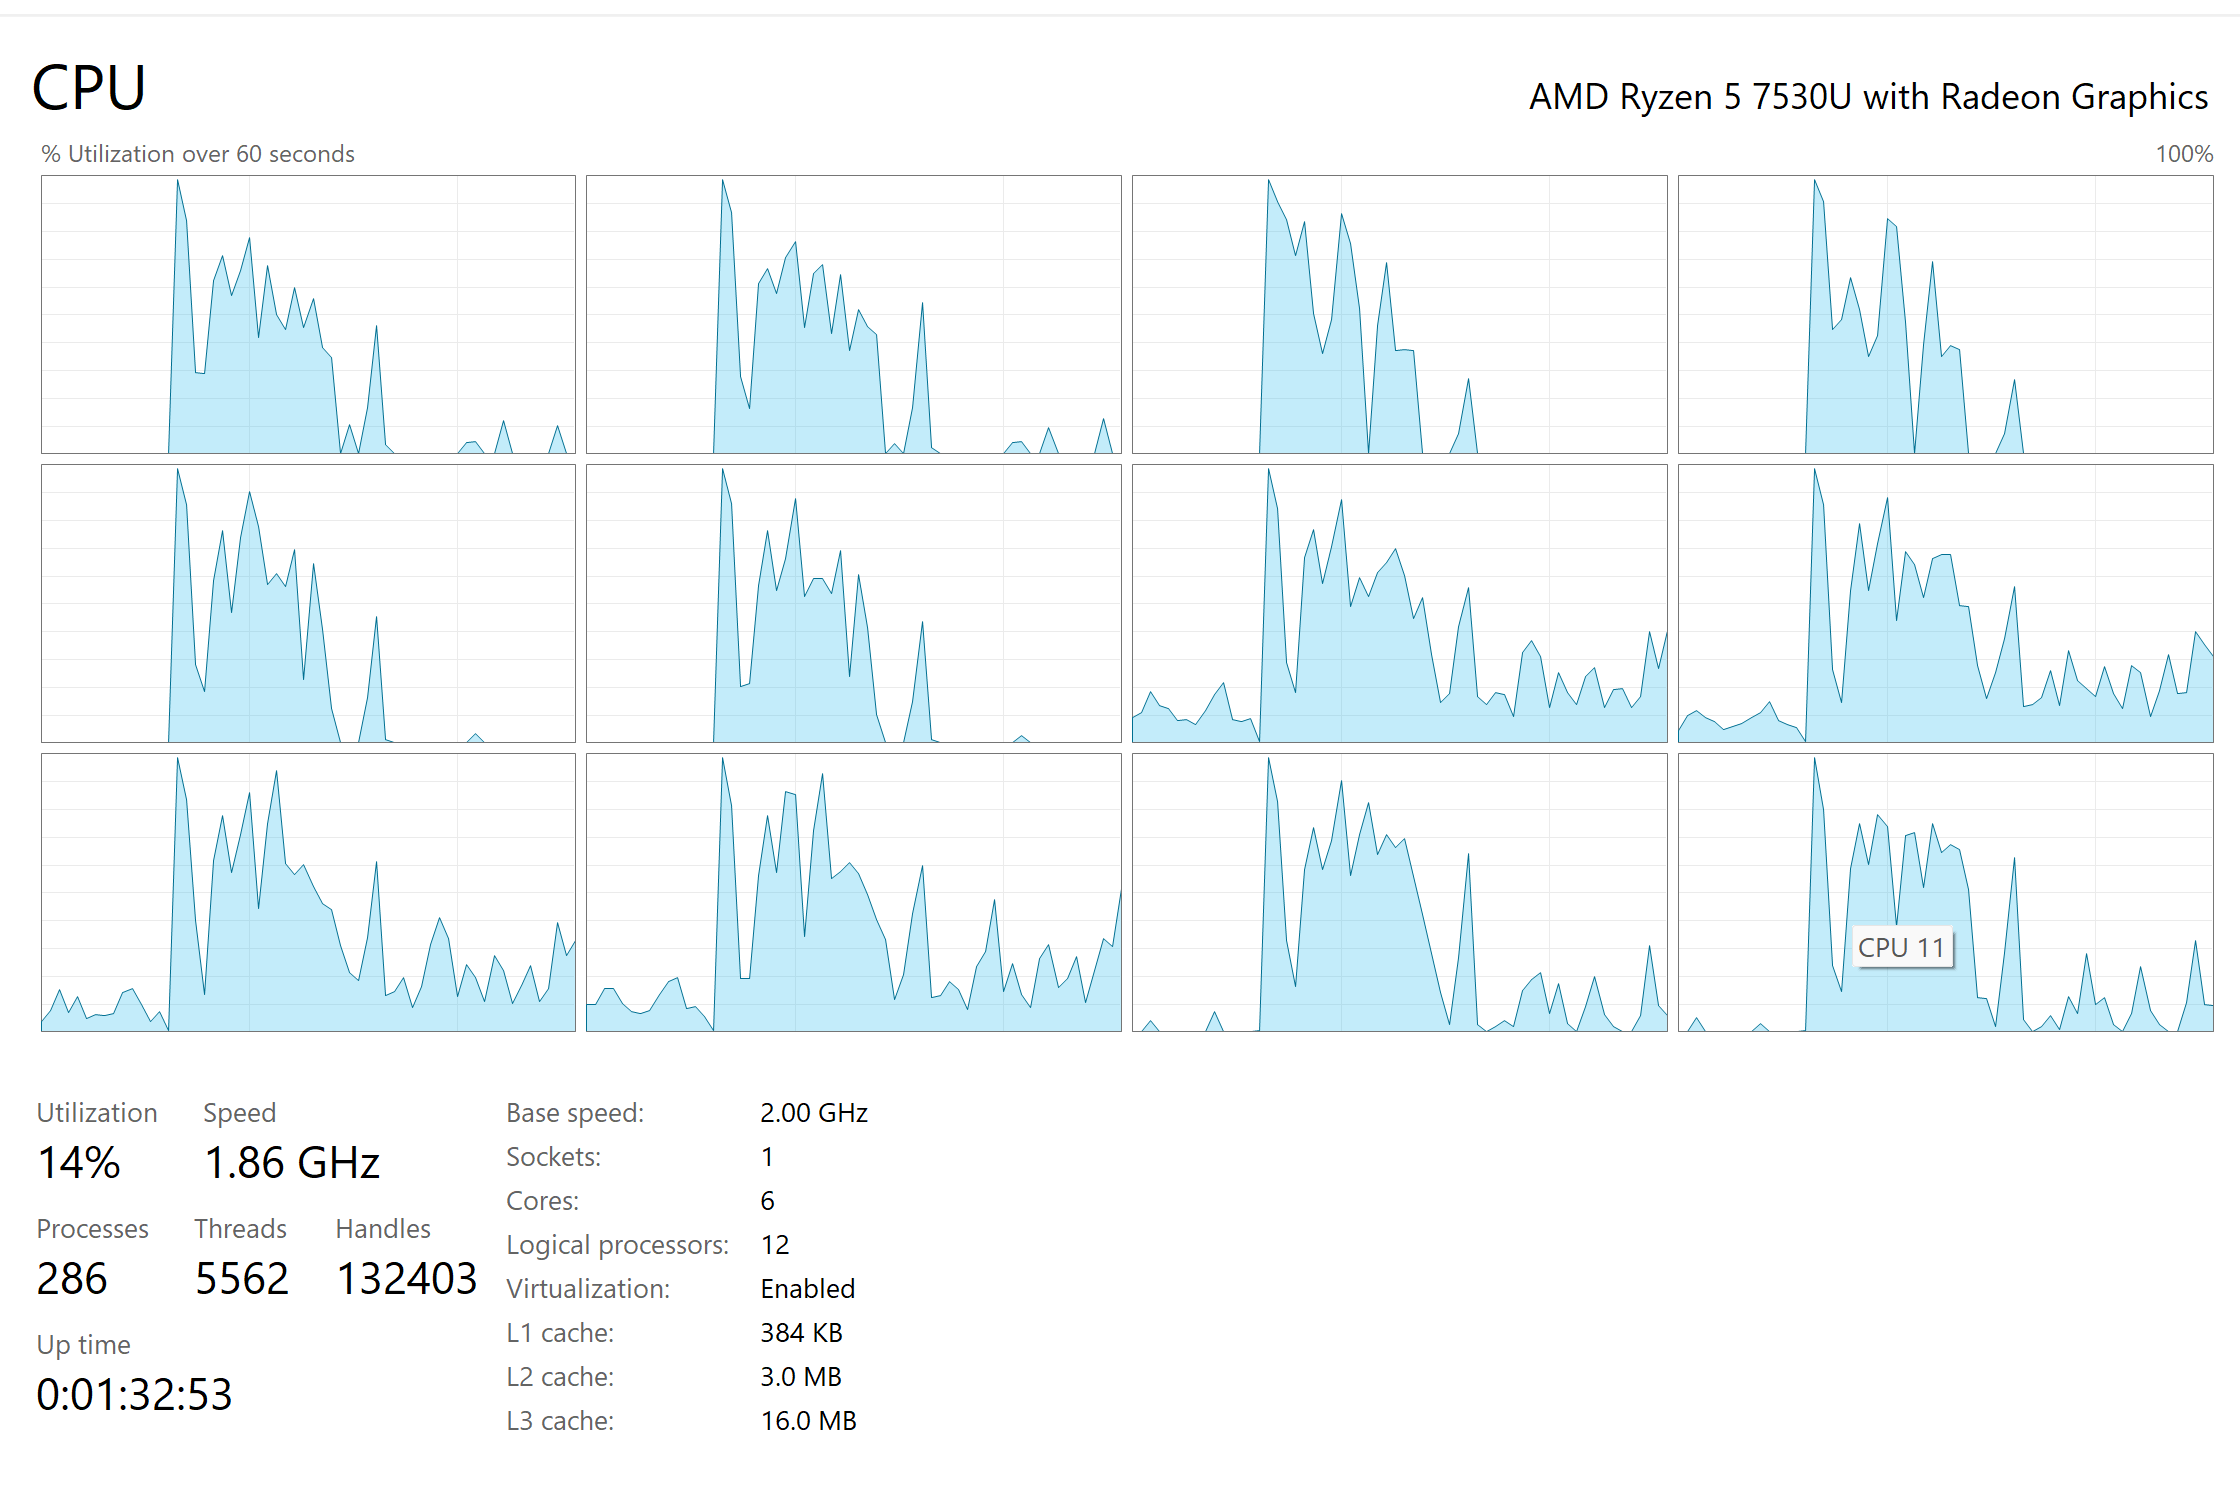 CPU
AMD Ryzen 5 7530U with Radeon Graphics
% Utilization over 60 seconds
100%
CPU 11
Utilization
Speed
14%
1.86 GHz
Processes
Threads
Handles
286
5562
132403
Up time
0:01:32:53
Base speed: 2.00 GHz
Sockets: 1
Cores: 6
Logical processors: 12
Virtualization: Enabled
L1 cache: 384 KB
L2 cache: 3.0 MB
L3 cache: 16.0 MB